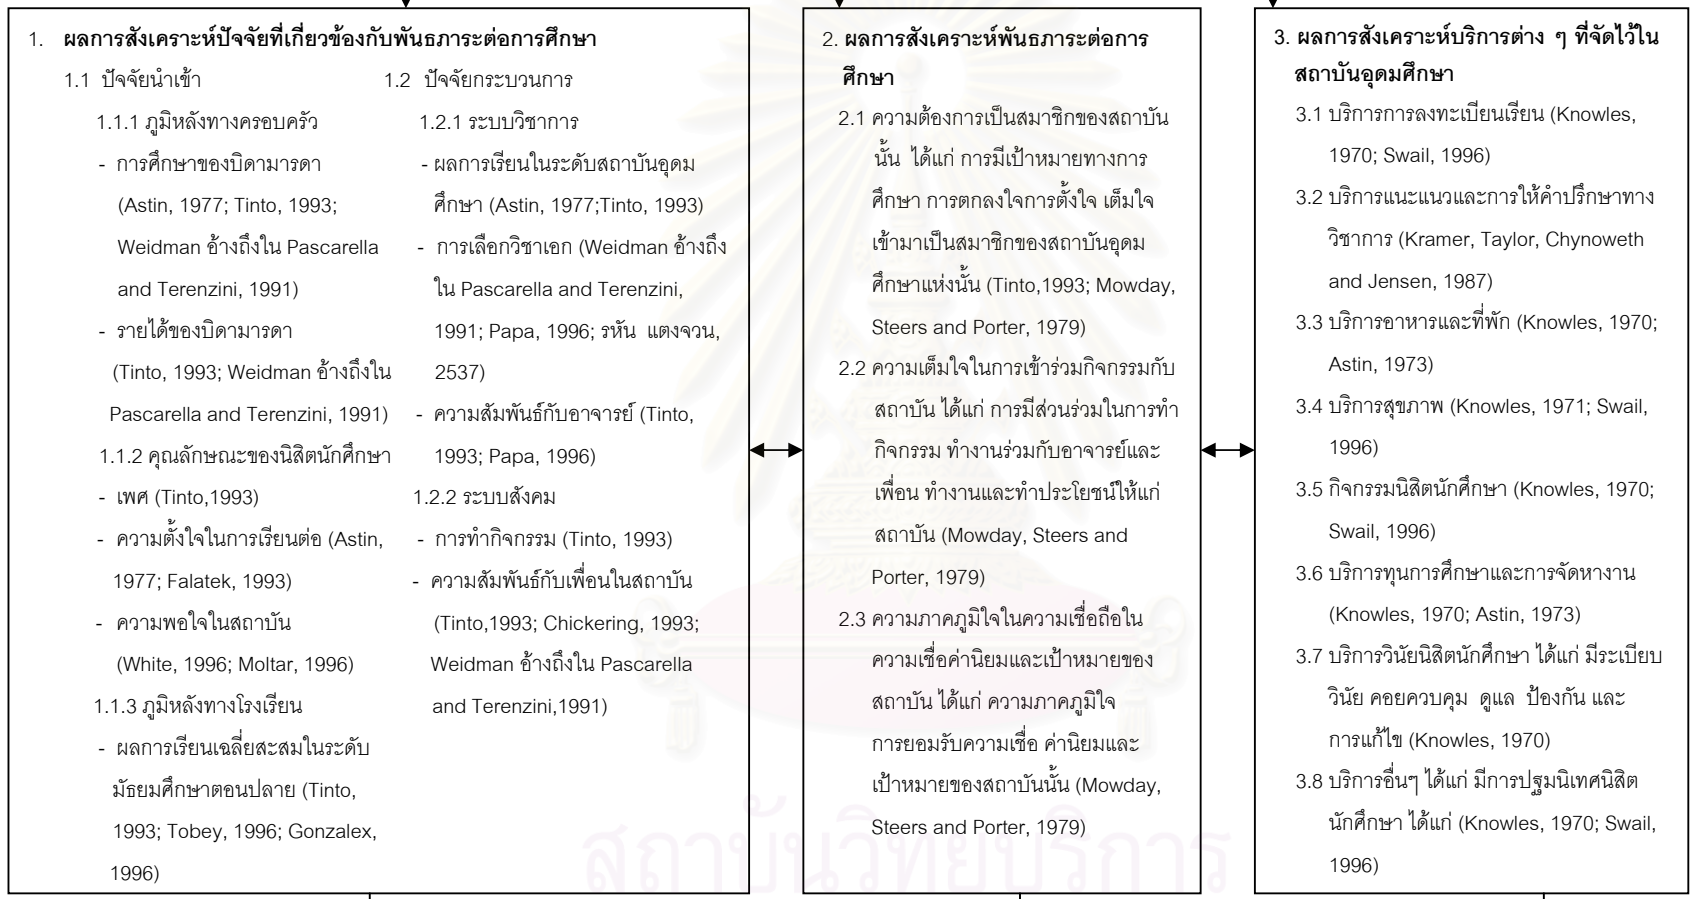 1. ผลการสังเคราะห์ปัจจัยที่เกี่ยวข้องกับพันธภาระต่อการศึกษา
1.1 ปัจจัยนำเข้า
1.1.1 ภูมิหลังทางครอบครัว
- การศึกษาของบิดามารดา
(Astin, 1977; Tinto, 1993;
Weidman อ้างถึงใน Pascarella
and Terenzini, 1991)
- รายได้ของบิดามารดา
(Tinto, 1993; Weidman อ้างถึงใน
Pascarella and Terenzini, 1991)
1.1.2 คุณลักษณะของนิสิตนักศึกษา
- เพศ (Tinto,1993)
- ความตั้งใจในการเรียนต่อ (Astin,
1977; Falatek, 1993)
- ความพอใจในสถาบัน
(White, 1996; Moltar, 1996)
1.1.3 ภูมิหลังทางโรงเรียน
- ผลการเรียนเฉลี่ยสะสมในระดับ
มัธยมศึกษาตอนปลาย (Tinto,
1993; Tobey, 1996; Gonzalex,
1996)
1.2 ปัจจัยกระบวนการ
1.2.1 ระบบวิชาการ
- ผลการเรียนในระดับสถาบันอุดม
ศึกษา (Astin, 1977;Tinto, 1993)
- การเลือกวิชาเอก (Weidman อ้างถึง
ใน Pascarella and Terenzini,
1991; Papa, 1996; รหัน แตงจวน,
2537)
- ความสัมพันธ์กับอาจารย์ (Tinto,
1993; Papa, 1996)
1.2.2 ระบบสังคม
- การทำกิจกรรม (Tinto, 1993)
- ความสัมพันธ์กับเพื่อนในสถาบัน
(Tinto,1993; Chickering, 1993;
Weidman อ้างถึงใน Pascarella
and Terenzini,1991)
2. ผลการสังเคราะห์พันธภาระต่อการ
ศึกษา
2.1 ความต้องการเป็นสมาชิกของสถาบัน
นั้น ได้แก่ การมีเป้าหมายทางการ
ศึกษา การตกลงใจการตั้งใจ เต็มใจ
เข้ามาเป็นสมาชิกของสถาบันอุดม
ศึกษาแห่งนั้น (Tinto,1993; Mowday,
Steers and Porter, 1979)
2.2 ความเต็มใจในการเข้าร่วมกิจกรรมกับ
สถาบัน ได้แก่ การมีส่วนร่วมในการทำ
กิจกรรม ทำงานร่วมกับอาจารย์และ
เพื่อน ทำงานและทำประโยชน์ให้แก่
สถาบัน (Mowday, Steers and
Porter, 1979)
2.3 ความภาคภูมิใจในความเชื่อถือใน
ความเชื่อค่านิยมและเป้าหมายของ
สถาบัน ได้แก่ ความภาคภูมิใจ
การยอมรับความเชื่อ ค่านิยมและ
เป้าหมายของสถาบันนั้น (Mowday,
Steers and Porter, 1979)
3. ผลการสังเคราะห์บริการต่าง ๆ ที่จัดไว้ใน
สถาบันอุดมศึกษา
3.1 บริการการลงทะเบียนเรียน (Knowles,
1970; Swail, 1996)
3.2 บริการแนะแนวและการให้คำปรึกษาทาง
วิชาการ (Kramer, Taylor, Chynoweth
and Jensen, 1987)
3.3 บริการอาหารและที่พัก (Knowles, 1970;
Astin, 1973)
3.4 บริการสุขภาพ (Knowles, 1971; Swail,
1996)
3.5 กิจกรรมนิสิตนักศึกษา (Knowles, 1970;
Swail, 1996)
3.6 บริการทุนการศึกษาและการจัดหางาน
(Knowles, 1970; Astin, 1973)
3.7 บริการวินัยนิสิตนักศึกษา ได้แก่ มีระเบียบ
วินัย คอยควบคุม ดูแล ป้องกัน และ
การแก้ไข (Knowles, 1970)
3.8 บริการอื่นๆ ได้แก่ มีการปฐมนิเทศนิสิต
นักศึกษา ได้แก่ (Knowles, 1970; Swail,
1996)
สถาบันวิทยบริการ